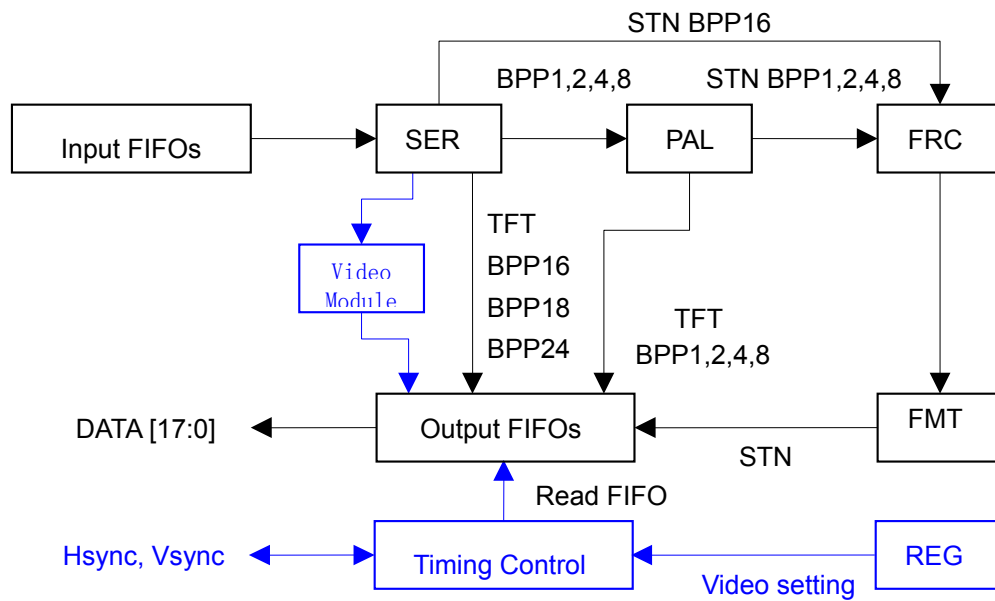 STN BPP16
BPP1,2,4,8
STN BPP1,2,4,8
Input FIFOs
SER
PAL
FRC
TFT
BPP16
BPP18
BPP24
Video
Module
TFT
BPP1,2,4,8
DATA [17:0]
Output FIFOs
FMT
STN
Read FIFO
Hsync, Vsync
Timing Control
REG
Video setting